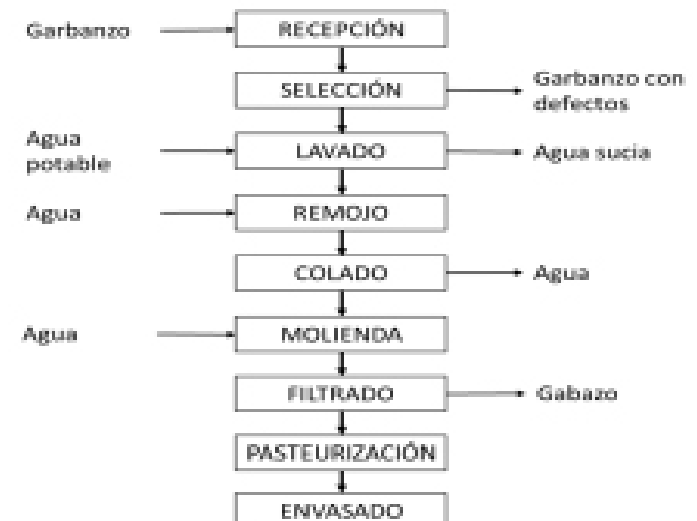 Garbanzo
RECEPCIÓN
SELECCIÓN
Garbanzo con
defectos
Agua
potable
LAVADO
Agua sucia
Agua
REMOJO
COLADO
Agua
Agua
MOLIENDA
FILTRADO
Gabazo
PASTEURIZACIÓN
ENVASADO